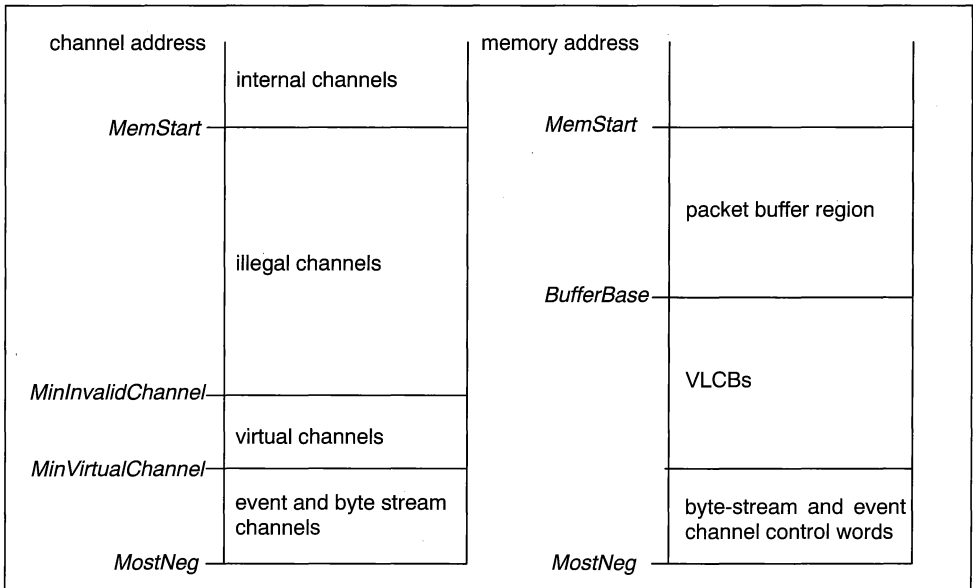 channel address
internal channels
MemStart
illegal channels
MinInvalidChannel
virtual channels
MinVirtualChannel
event and byte stream
channels
MostNeg
memory address
MemStart
packet buffer region
BufferBase
VLCBs
byte-stream and event
channel control words
MostNeg